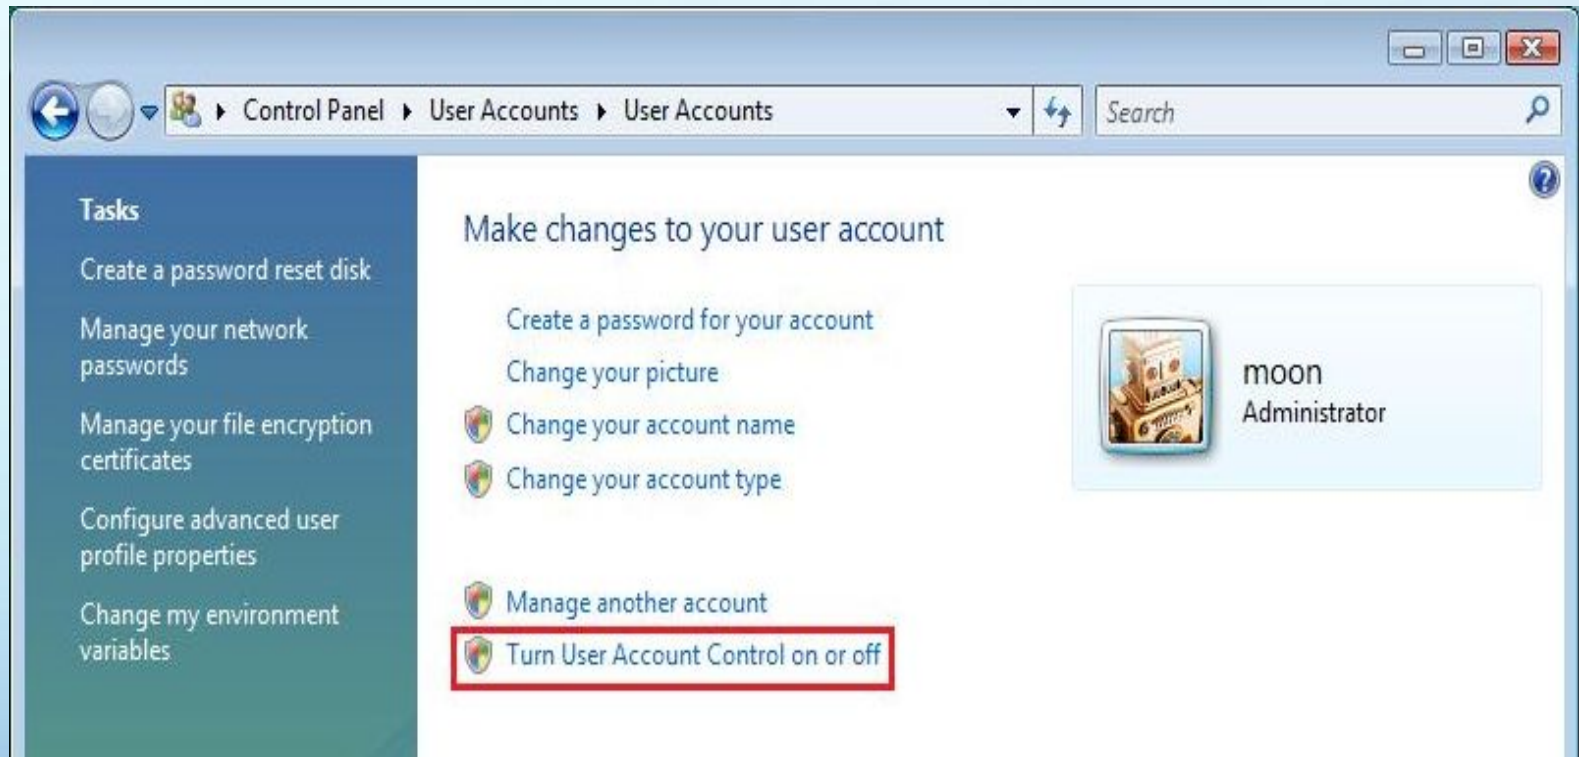 Control Panel User Accounts User Accounts
Search
Tasks
Create a password reset disk
Manage your network
passwords
Manage your file encryption
certificates
Configure advanced user
profile properties
Change my environment
variables
Make changes to your user account
Create a password for your account
Change your picture
Change your account name
Change your account type
Manage another account
Turn User Account Control on or off
moon
Administrator